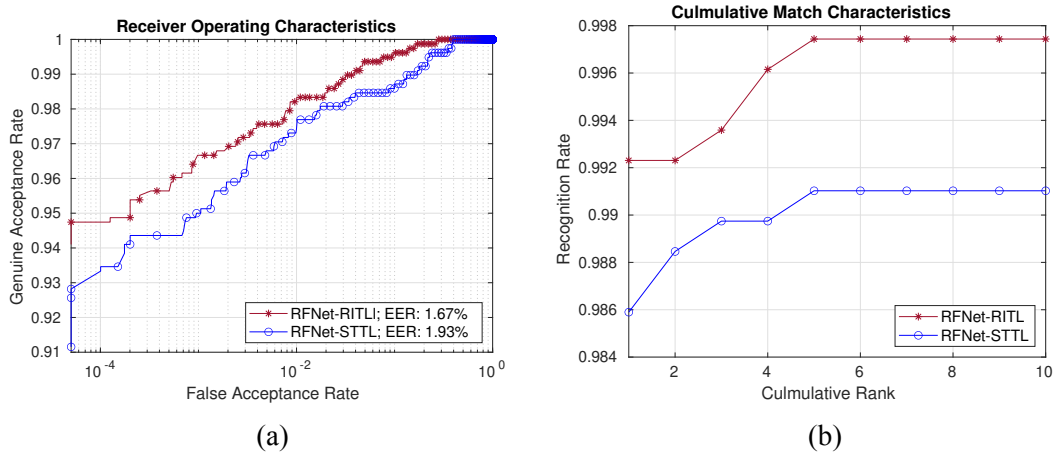 Receiver Operating Characteristics
1
0.99
0.98
0.97
0.96
0.95
0.94
0.93
0.92
0.91
Genuine Acceptance Rate
RFNet-RITLl; EER: 1.67%
RFNet-STTL; EER: 1.93%
10^-4
10^-2
10^0
False Acceptance Rate
(a)
Culmulative Match Characteristics
0.998
0.996
0.994
0.992
0.99
0.988
0.986
0.984
Recognition Rate
RFNet-RITL
RFNet-STTL
2
4
6
8
10
Culmulative Rank
(b)